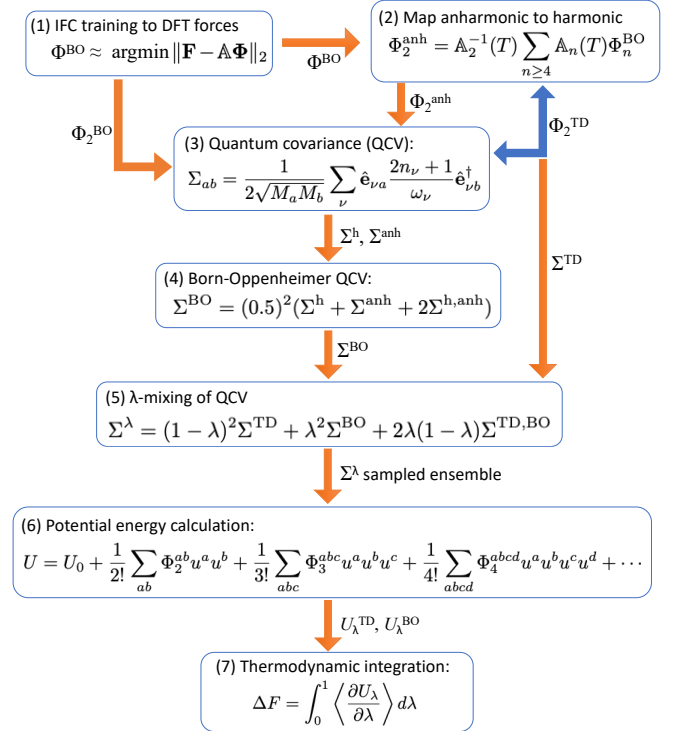 (1) IFC training to DFT forces
Φ^BO ≈ argmin ‖𝐅 − 𝔸𝚽‖₂
Φ^BO
(2) Map anharmonic to harmonic
Φ₂^anh = 𝔸₂⁻¹(T) ∑_{n≥4} 𝔸ₙ(T)Φₙ^BO
Φ₂^BO
Φ₂^anh
Φ₂^TD
(3) Quantum covariance (QCV):
Σ_ab = 1/(2√(M_a M_b)) ∑_ν ê_νa (2n_ν + 1)/ω_ν ê†_νb
Σ^h, Σ^anh
Σ^TD
(4) Born-Oppenheimer QCV:
Σ^BO = (0.5)²(Σ^h + Σ^anh + 2Σ^h,anh)
Σ^BO
(5) λ-mixing of QCV
Σ^λ = (1 − λ)²Σ^TD + λ²Σ^BO + 2λ(1 − λ)Σ^TD,BO
Σ^λ sampled ensemble
(6) Potential energy calculation:
U = U₀ + 1/2! ∑_ab Φ₂^ab u^a u^b + 1/3! ∑_abc Φ₃^abc u^a u^b u^c + 1/4! ∑_abcd Φ₄^abcd u^a u^b u^c u^d + ⋯
U_λ^TD, U_λ^BO
(7) Thermodynamic integration:
ΔF = ∫₀¹ ⟨∂U_λ/∂λ⟩ dλ